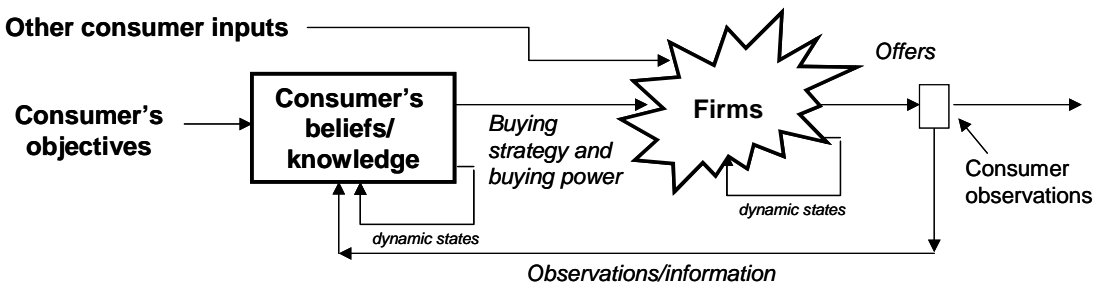 Other consumer inputs
Offers
Consumer's
objectives
Consumer's
beliefs/
knowledge
Buying
strategy and
buying power
Firms
Consumer
observations
dynamic states
dynamic states
Observations/information